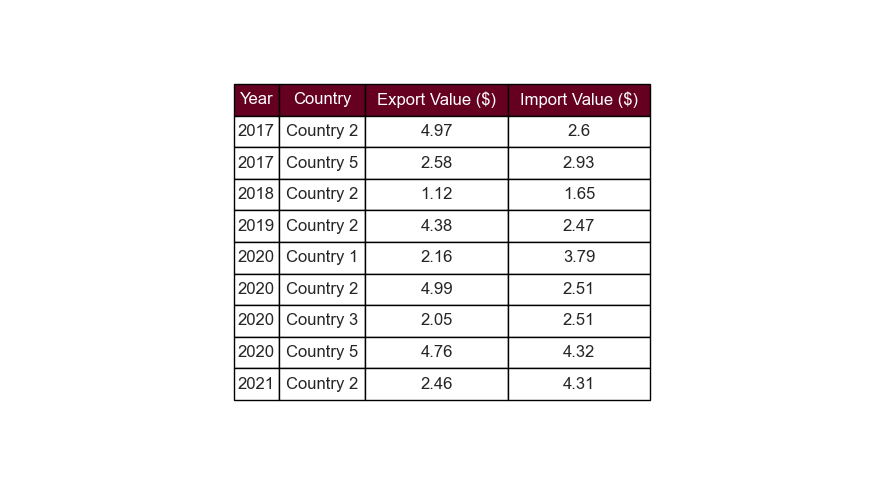 Year Country Export Value ($) Import Value ($)
2017 Country 2 4.97 2.6
2017 Country 5 2.58 2.93
2018 Country 2 1.12 1.65
2019 Country 2 4.38 2.47
2020 Country 1 2.16 3.79
2020 Country 2 4.99 2.51
2020 Country 3 2.05 2.51
2020 Country 5 4.76 4.32
2021 Country 2 2.46 4.31